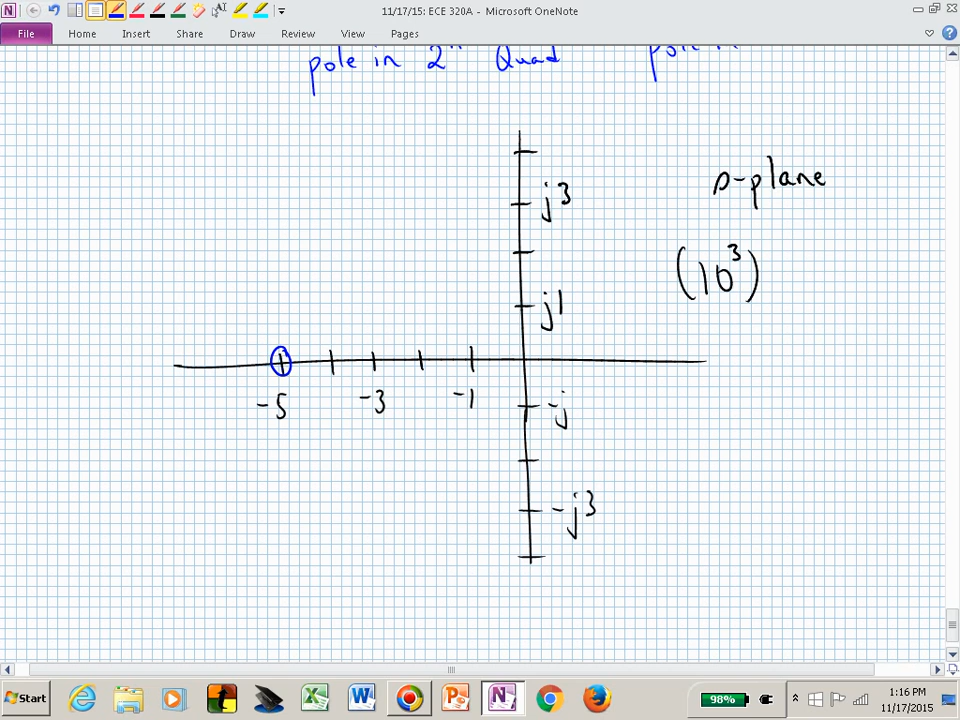 11/17/15: ECE 320A - Microsoft OneNote
File Home Insert Share Draw Review View Pages
pole in 2nd Quad
s-plane
j3
(10³)
j1
-5 -3 -1
-j
-j3
Start
98%
1:16 PM
11/17/2015